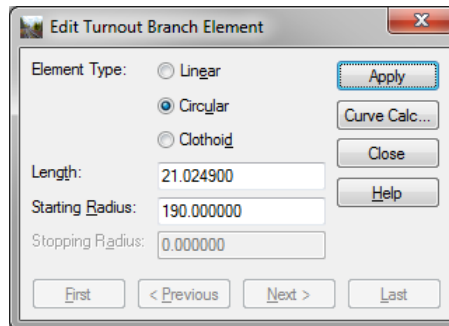 Edit Turnout Branch Element
Element Type:
Linear
Circular
Clothoid
Length: 21.024900
Starting Radius: 190.000000
Stopping Radius: 0.000000
Apply
Curve Calc...
Close
Help
First
< Previous
Next >
Last